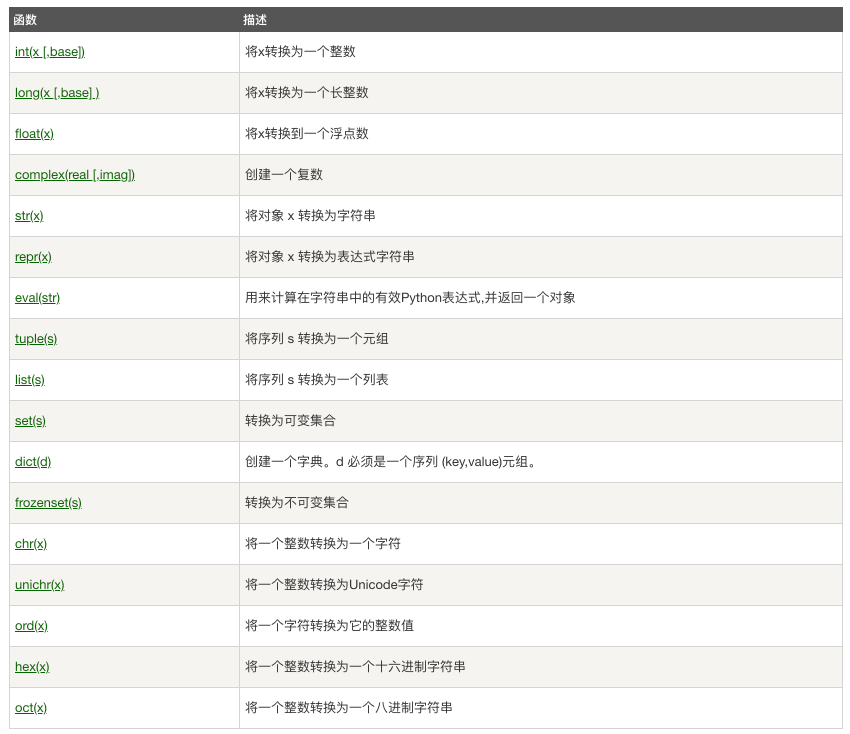 函数 描述
int(x [,base]) 将x转换为一个整数
long(x [,base] ) 将x转换为一个长整数
float(x) 将x转换到一个浮点数
complex(real [,imag]) 创建一个复数
str(x) 将对象 x 转换为字符串
repr(x) 将对象 x 转换为表达式字符串
eval(str) 用来计算在字符串中的有效Python表达式,并返回一个对象
tuple(s) 将序列 s 转换为一个元组
list(s) 将序列 s 转换为一个列表
set(s) 转换为可变集合
dict(d) 创建一个字典。d 必须是一个序列 (key,value)元组。
frozenset(s) 转换为不可变集合
chr(x) 将一个整数转换为一个字符
unichr(x) 将一个整数转换为Unicode字符
ord(x) 将一个字符转换为它的整数值
hex(x) 将一个整数转换为一个十六进制字符串
oct(x) 将一个整数转换为一个八进制字符串